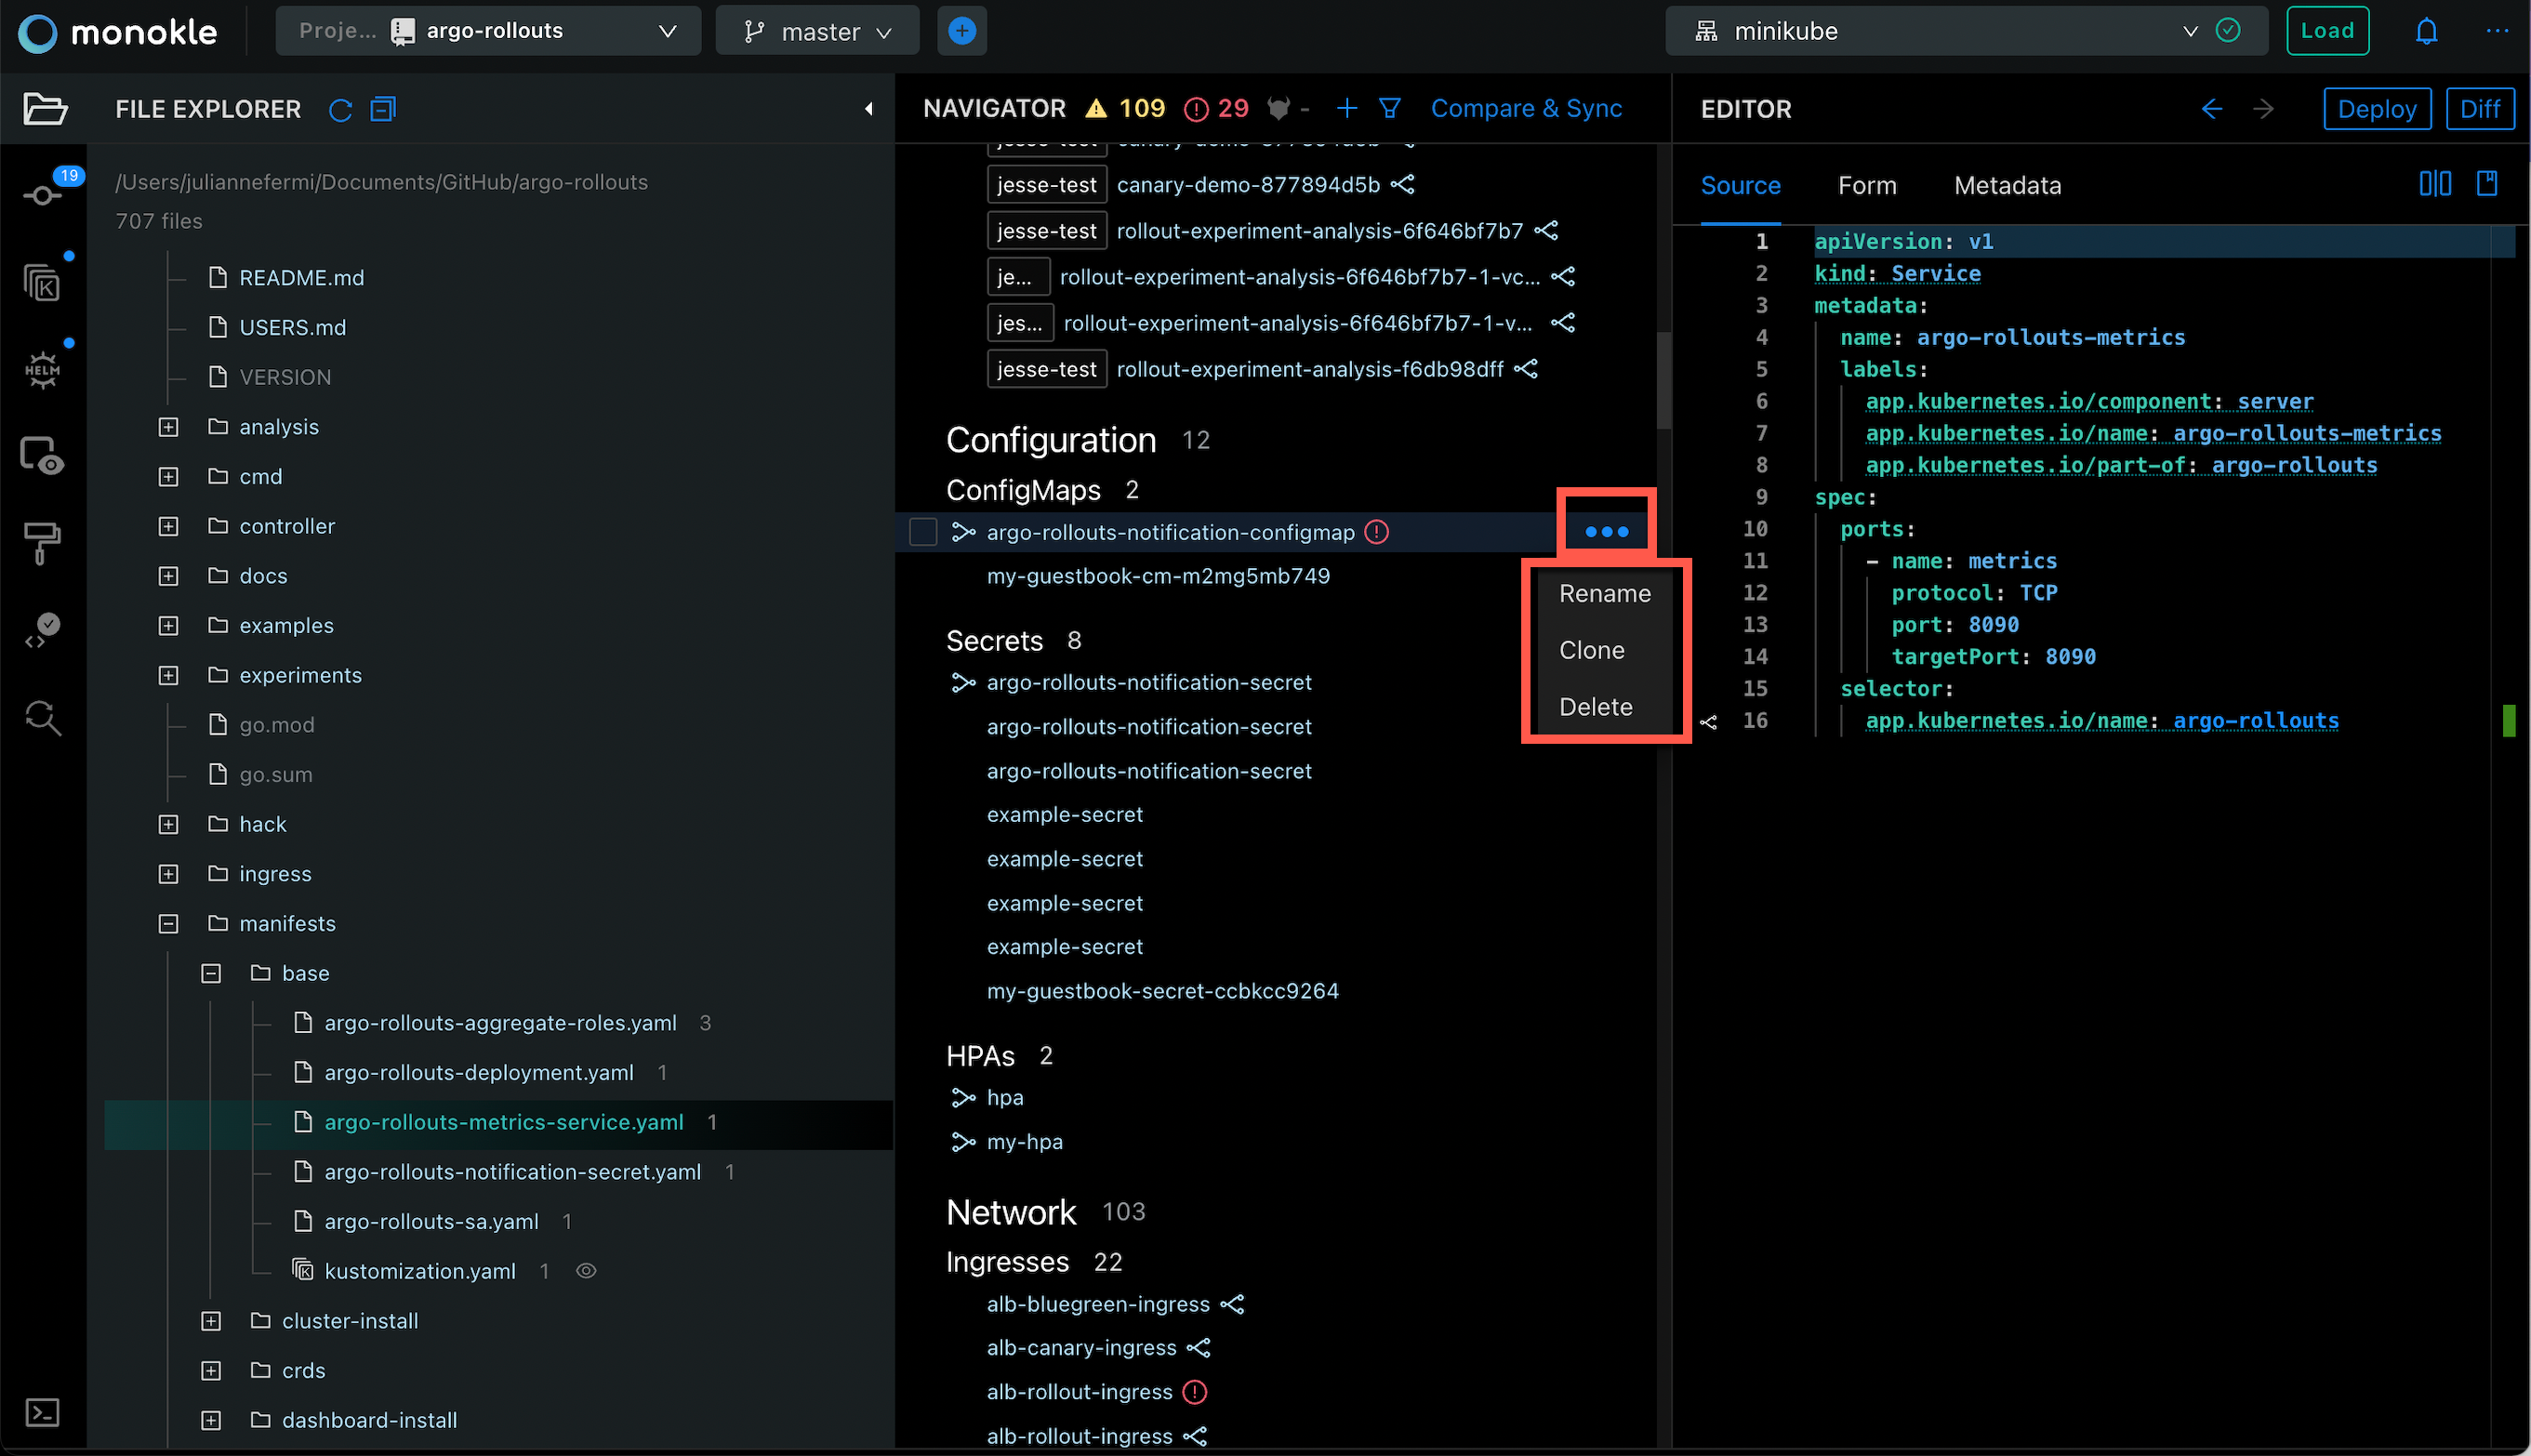 monokle
Proje... argo-rollouts
master
minikube
Load
FILE EXPLORER
19
/Users/juliannefermi/Documents/GitHub/argo-rollouts
707 files
README.md
USERS.md
VERSION
HELM
analysis
cmd
controller
docs
examples
experiments
go.mod
go.sum
hack
ingress
manifests
base
argo-rollouts-aggregate-roles.yaml 3
argo-rollouts-deployment.yaml 1
argo-rollouts-metrics-service.yaml 1
argo-rollouts-notification-secret.yaml 1
argo-rollouts-sa.yaml 1
kustomization.yaml 1
cluster-install
crds
dashboard-install
NAVIGATOR 109 29 - Compare & Sync
jesse-test
jesse-test canary-demo-877894d5b
jesse-test rollout-experiment-analysis-6f646bf7b7
je... rollout-experiment-analysis-6f646bf7b7-1-vc...
jes... rollout-experiment-analysis-6f646bf7b7-1-v...
jesse-test rollout-experiment-analysis-f6db98dff
Configuration 12
ConfigMaps 2
argo-rollouts-notification-configmap
my-guestbook-cm-m2mg5mb749
Rename
Clone
Delete
Secrets 8
argo-rollouts-notification-secret
argo-rollouts-notification-secret
argo-rollouts-notification-secret
example-secret
example-secret
example-secret
example-secret
my-guestbook-secret-ccbkcc9264
HPAs 2
hpa
my-hpa
Network 103
Ingresses 22
alb-bluegreen-ingress
alb-canary-ingress
alb-rollout-ingress
alb-rollout-ingress
EDITOR
Deploy
Diff
Source Form Metadata
1 apiVersion: v1
2 kind: Service
3 metadata:
4 name: argo-rollouts-metrics
5 labels:
6 app.kubernetes.io/component: server
7 app.kubernetes.io/name: argo-rollouts-metrics
8 app.kubernetes.io/part-of: argo-rollouts
9 spec:
10 ports:
11 - name: metrics
12 protocol: TCP
13 port: 8090
14 targetPort: 8090
15 selector:
16 app.kubernetes.io/name: argo-rollouts